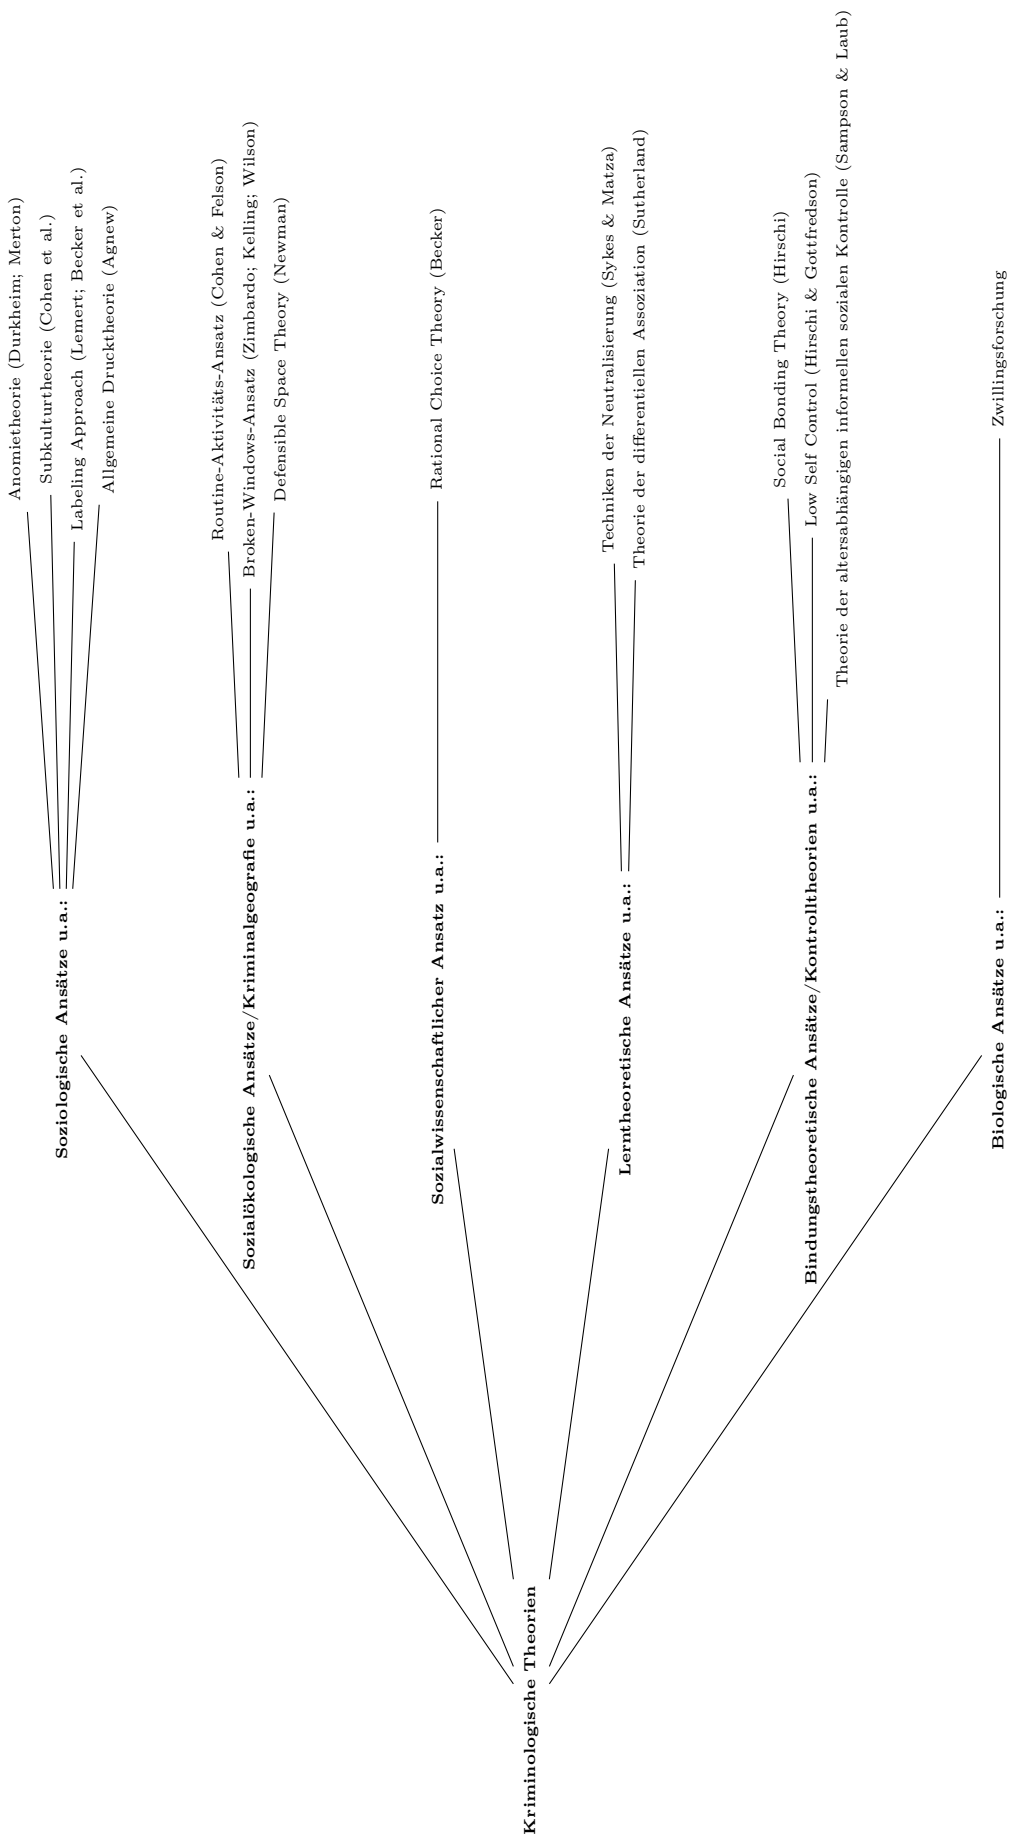 Kriminologische Theorien
Soziologische Ansätze u.a.:
Anomietheorie (Durkheim; Merton)
Subkulturtheorie (Cohen et al.)
Labeling Approach (Lemert; Becker et al.)
Allgemeine Drucktheorie (Agnew)
Sozialökologische Ansätze/Kriminalgeografie u.a.:
Routine-Aktivitäts-Ansatz (Cohen & Felson)
Broken-Windows-Ansatz (Zimbardo; Kelling; Wilson)
Defensible Space Theory (Newman)
Sozialwissenschaftlicher Ansatz u.a.:
Rational Choice Theory (Becker)
Lerntheoretische Ansätze u.a.:
Techniken der Neutralisierung (Sykes & Matza)
Theorie der differentiellen Assoziation (Sutherland)
Bindungstheoretische Ansätze/Kontrolltheorien u.a.:
Social Bonding Theory (Hirschi)
Low Self Control (Hirschi & Gottfredson)
Theorie der altersabhängigen informellen sozialen Kontrolle (Sampson & Laub)
Biologische Ansätze u.a.:
Zwillingsforschung